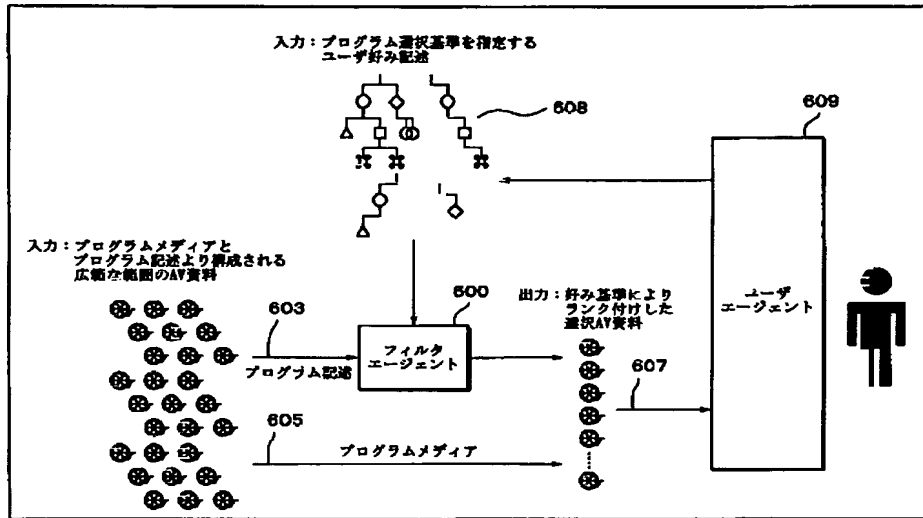 入力：プログラム選択基準を指定する
ユーザ好み記述
608
609
入力：プログラムメディアと
プログラム記述より構成される
広範な範囲のAV資料
603
プログラム記述
600
フィルタ
エージェント
出力：好み基準により
ランク付けした
選択AV資料
607
ユーザ
エージェント
605
プログラムメディア